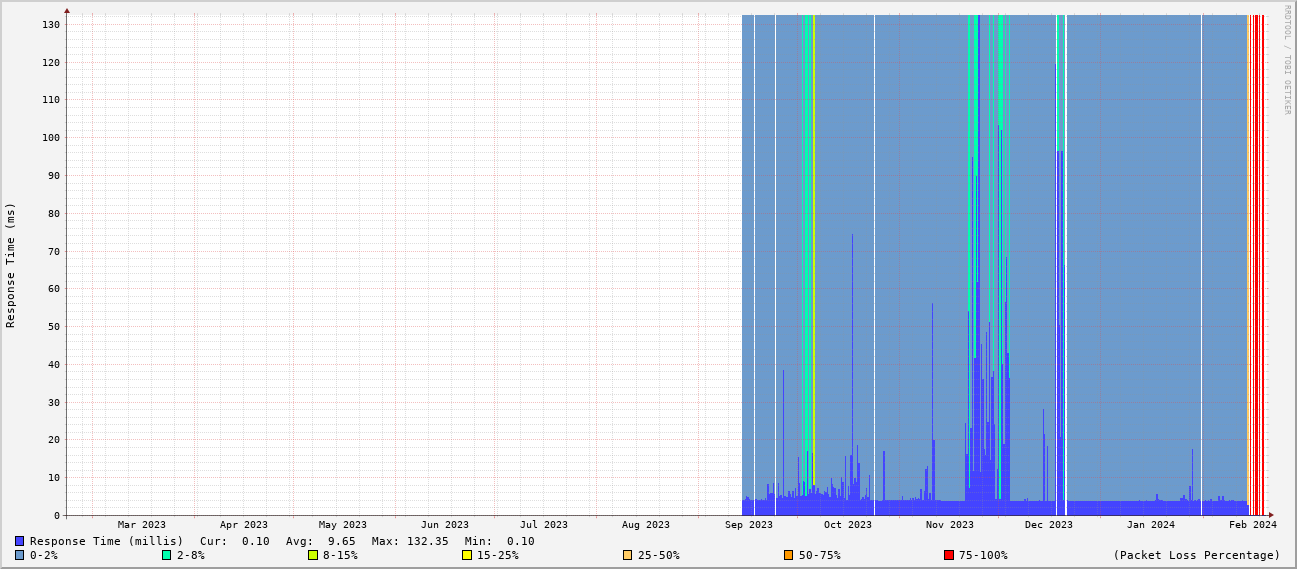 RRDTOOL / TOBI OETIKER
Response Time (ms)
130
120
110
100
90
80
70
60
50
40
30
20
10
0
Mar 2023 Apr 2023 May 2023 Jun 2023 Jul 2023 Aug 2023 Sep 2023 Oct 2023 Nov 2023 Dec 2023 Jan 2024 Feb 2024
Response Time (millis) Cur: 0.10 Avg: 9.65 Max: 132.35 Min: 0.10
0-2% 2-8% 8-15% 15-25% 25-50% 50-75% 75-100% (Packet Loss Percentage)